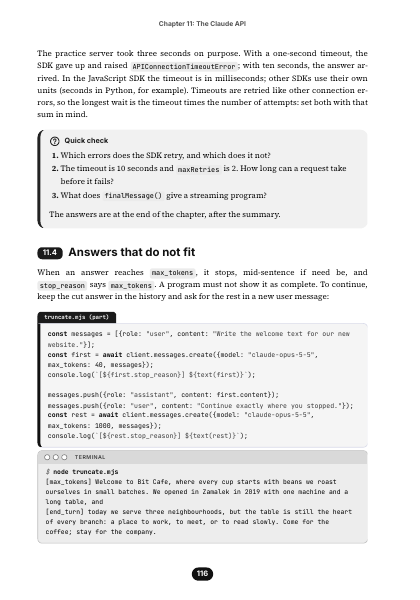 Chapter 11: The Claude API
The practice server took three seconds on purpose. With a one-second timeout, the
SDK gave up and raised APIConnectionTimeoutError; with ten seconds, the answer ar-
rived. In the JavaScript SDK the timeout is in milliseconds; other SDKs use their own
units (seconds in Python, for example). Timeouts are retried like other connection er-
rors, so the longest wait is the timeout times the number of attempts: set both with that
sum in mind.
Quick check
1. Which errors does the SDK retry, and which does it not?
2. The timeout is 10 seconds and maxRetries is 2. How long can a request take
before it fails?
3. What does finalMessage() give a streaming program?
The answers are at the end of the chapter, after the summary.
11.4 Answers that do not fit
When an answer reaches max_tokens, it stops, mid-sentence if need be, and
stop_reason says max_tokens. A program must not show it as complete. To continue,
keep the cut answer in the history and ask for the rest in a new user message:
truncate.mjs (part)
const messages = [{role: "user", content: "Write the welcome text for our new
website."}];
const first = await client.messages.create({model: "claude-opus-5-5",
max_tokens: 40, messages});
console.log(`[${first.stop_reason}] ${text(first)}`);
messages.push({role: "assistant", content: first.content});
messages.push({role: "user", content: "Continue exactly where you stopped."});
const rest = await client.messages.create({model: "claude-opus-5-5",
max_tokens: 1000, messages});
console.log(`[${rest.stop_reason}] ${text(rest)}`);
TERMINAL
$ node truncate.mjs
[max_tokens] Welcome to Bit Cafe, where every cup starts with beans we roast
ourselves in small batches. We opened in Zamalek in 2019 with one machine and a
long table, and
[end_turn] today we serve three neighbourhoods, but the table is still the heart
of every branch: a place to work, to meet, or to read slowly. Come for the
coffee; stay for the company.
116